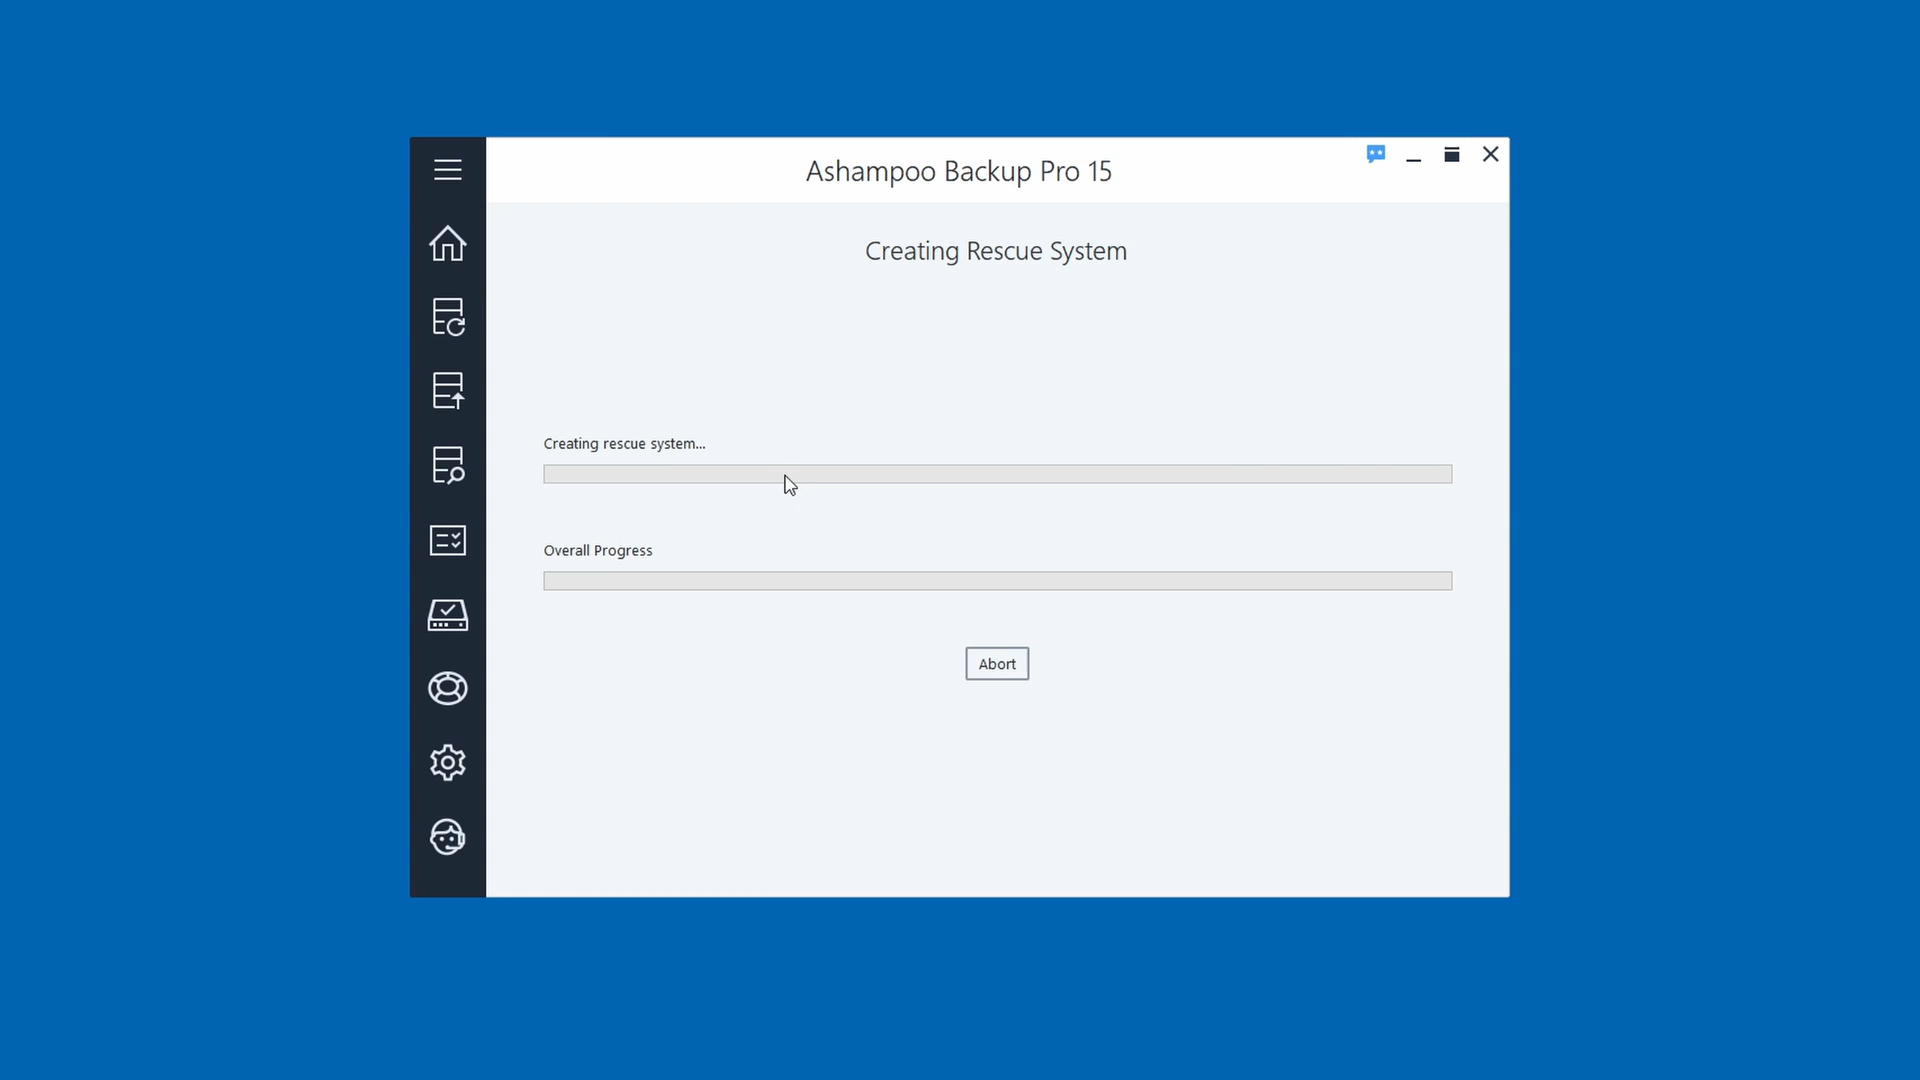 Ashampoo Backup Pro 15
Creating Rescue System
Creating rescue system...
Overall Progress
Abort